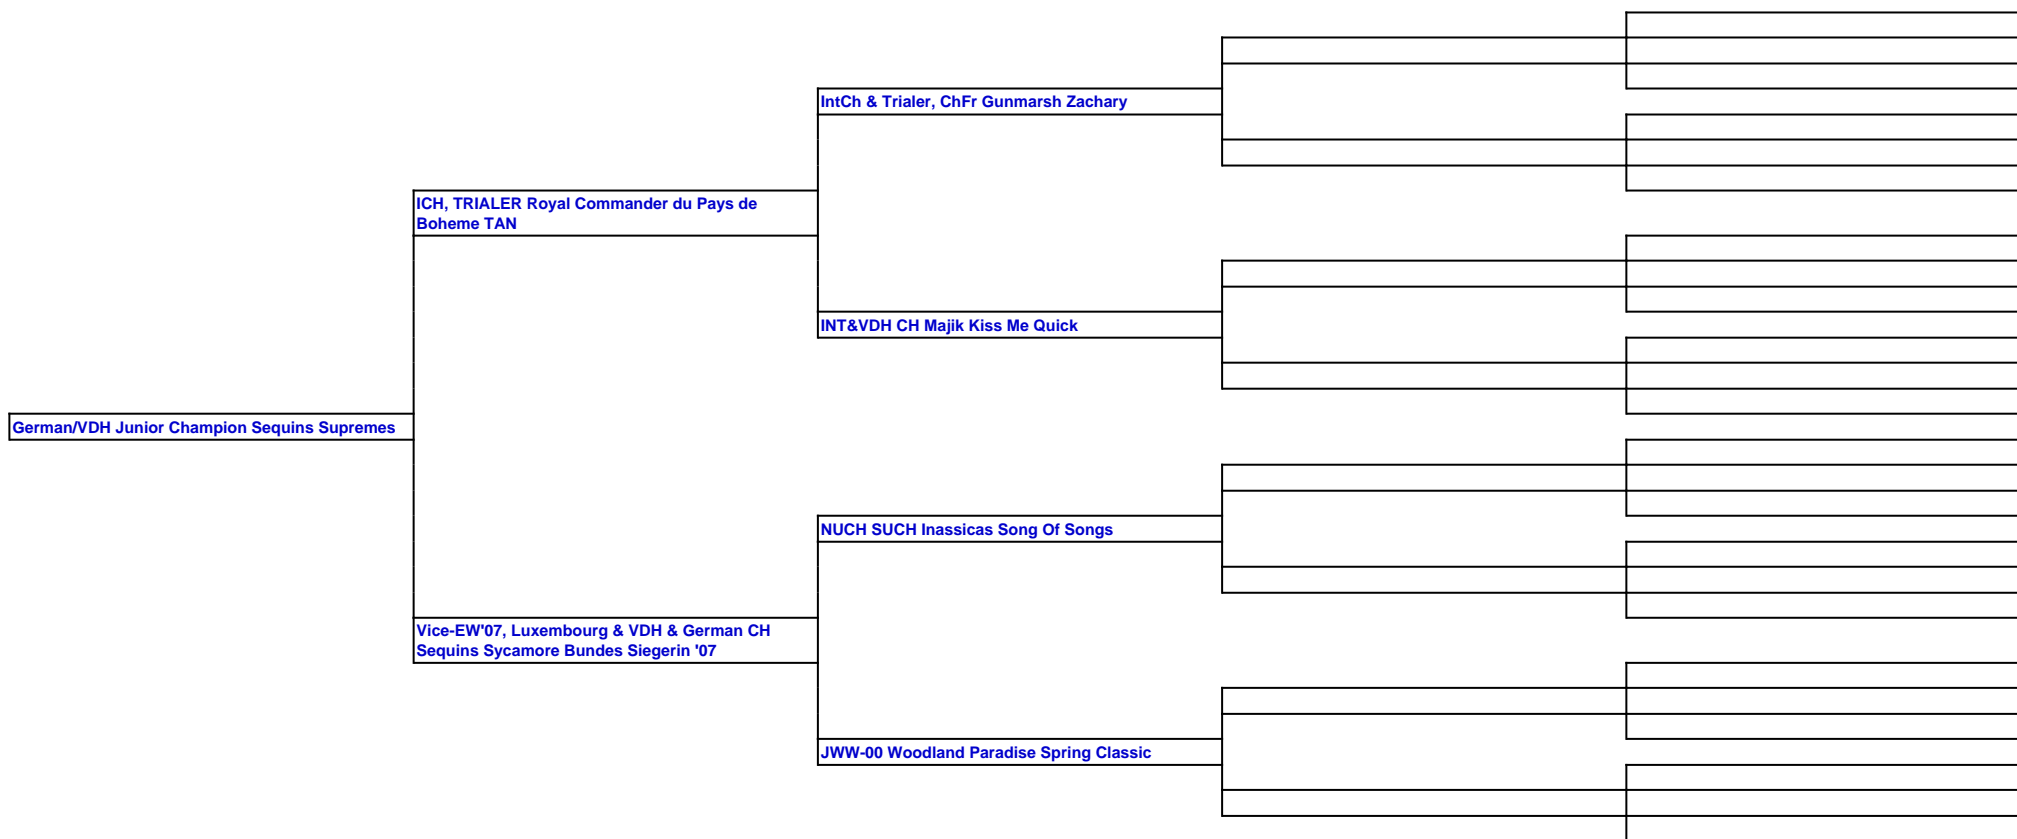 IntCh & Trialer, ChFr Gunmarsh Zachary
ICH, TRIALER Royal Commander du Pays de
Boheme TAN
INT&VDH CH Majik Kiss Me Quick
German/VDH Junior Champion Sequins Supremes
NUCH SUCH Inassicas Song Of Songs
Vice-EW'07, Luxembourg & VDH & German CH
Sequins Sycamore Bundes Siegerin '07
JWW-00 Woodland Paradise Spring Classic